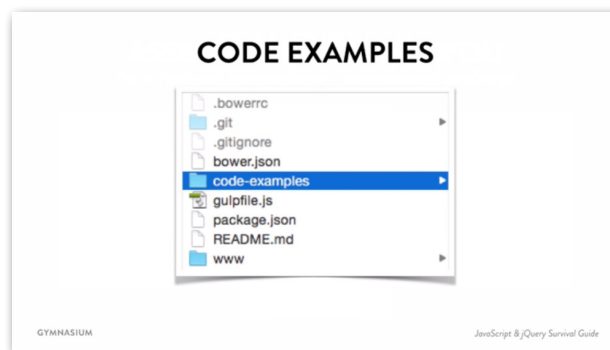 CODE EXAMPLES
.bowerrc
.git
.gitignore
bower.json
code-examples
gulpfile.js
package.json
README.md
www
GYMNASIUM
JavaScript & jQuery Survival Guide